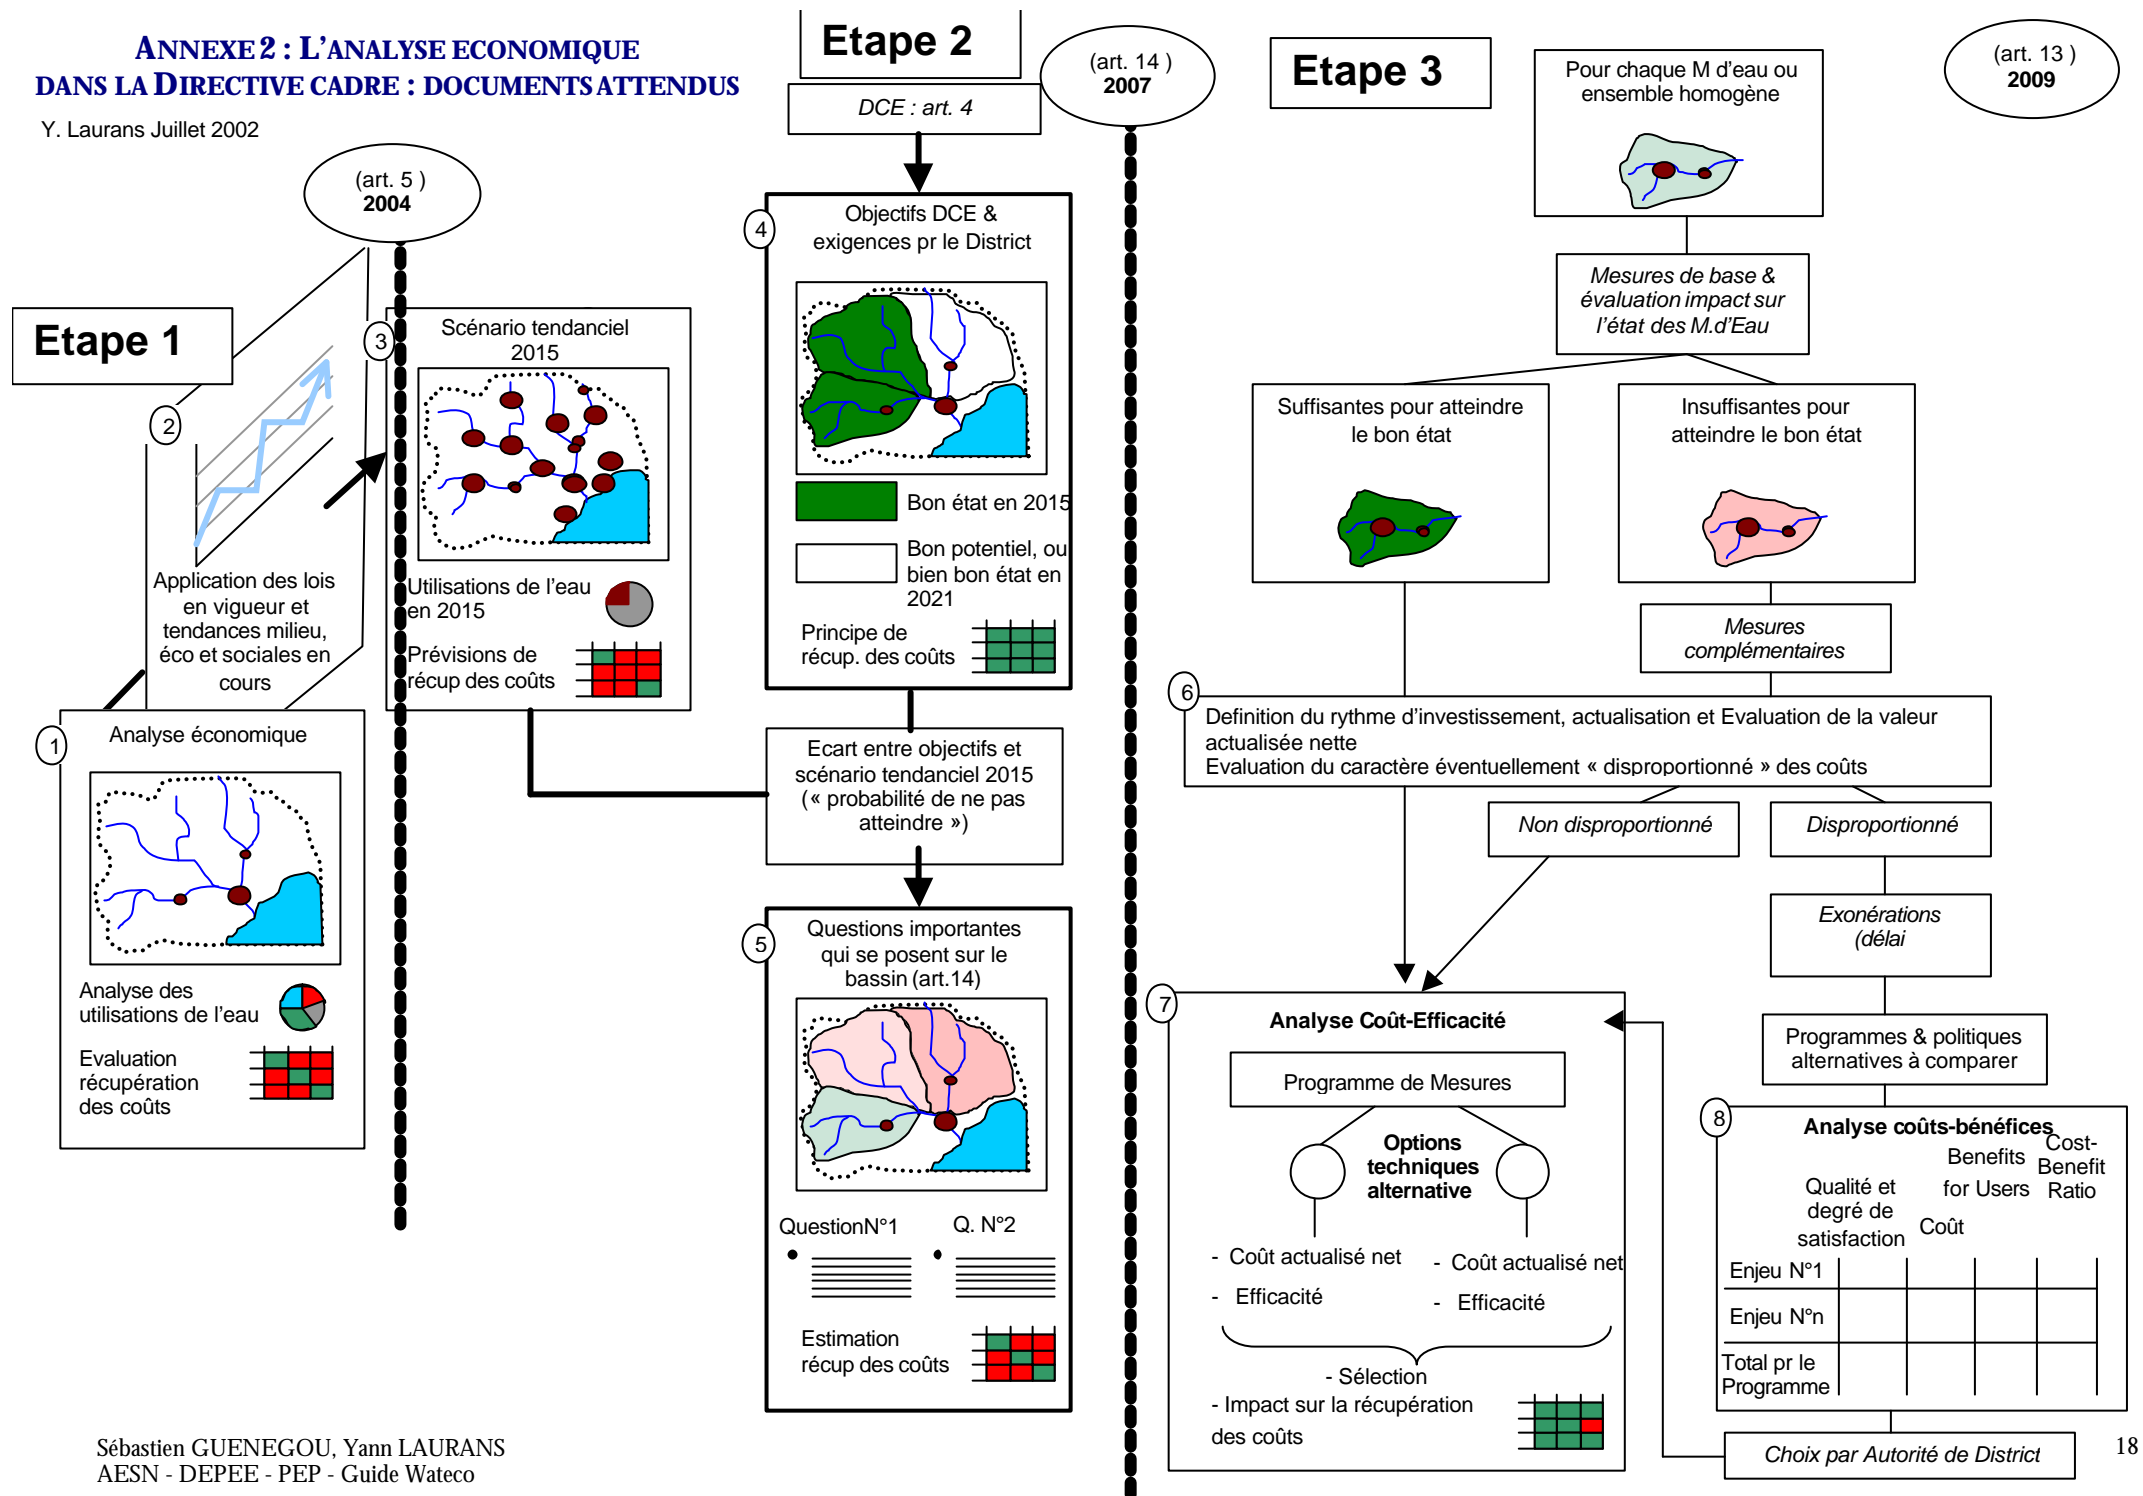 ANNEXE 2 : L'ANALYSE ECONOMIQUE
DANS LA DIRECTIVE CADRE : DOCUMENTS ATTENDUS
Y. Laurans Juillet 2002
Etape 1
(art. 5 )
2004
2
Application des lois
en vigueur et
tendances milieu,
éco et sociales en
cours
1
Analyse économique
Analyse des
utilisations de l'eau
Evaluation
récupération
des coûts
3
Scénario tendanciel
2015
Utilisations de l'eau
en 2015
Prévisions de
récup des coûts
Etape 2
DCE : art. 4
(art. 14 )
2007
4
Objectifs DCE &
exigences pr le District
Bon état en 2015
Bon potentiel, ou
bien bon état en
2021
Principe de
récup. des coûts
Ecart entre objectifs et
scénario tendanciel 2015
(« probabilité de ne pas
atteindre »)
5
Questions importantes
qui se posent sur le
bassin (art.14)
QuestionN°1
Q. N°2
Estimation
récup des coûts
Etape 3
Pour chaque M d'eau ou
ensemble homogène
(art. 13 )
2009
Mesures de base &
évaluation impact sur
l'état des M.d'Eau
Suffisantes pour atteindre
le bon état
Insuffisantes pour
atteindre le bon état
Mesures
complémentaires
6
Definition du rythme d'investissement, actualisation et Evaluation de la valeur
actualisée nette
Evaluation du caractère éventuellement « disproportionné » des coûts
Non disproportionné
Disproportionné
Exonérations
(délai
Programmes & politiques
alternatives à comparer
7
Analyse Coût-Efficacité
Programme de Mesures
Options
techniques
alternative
- Coût actualisé net
- Efficacité
- Coût actualisé net
- Efficacité
- Sélection
- Impact sur la récupération
des coûts
8
Analyse coûts-bénéfices
Qualité et
degré de
satisfaction
Coût
Benefits
for Users
Cost-
Benefit
Ratio
Enjeu N°1
Enjeu N°n
Total pr le
Programme
Choix par Autorité de District
Sébastien GUENEGOU, Yann LAURANS
AESN - DEPEE - PEP - Guide Wateco
18